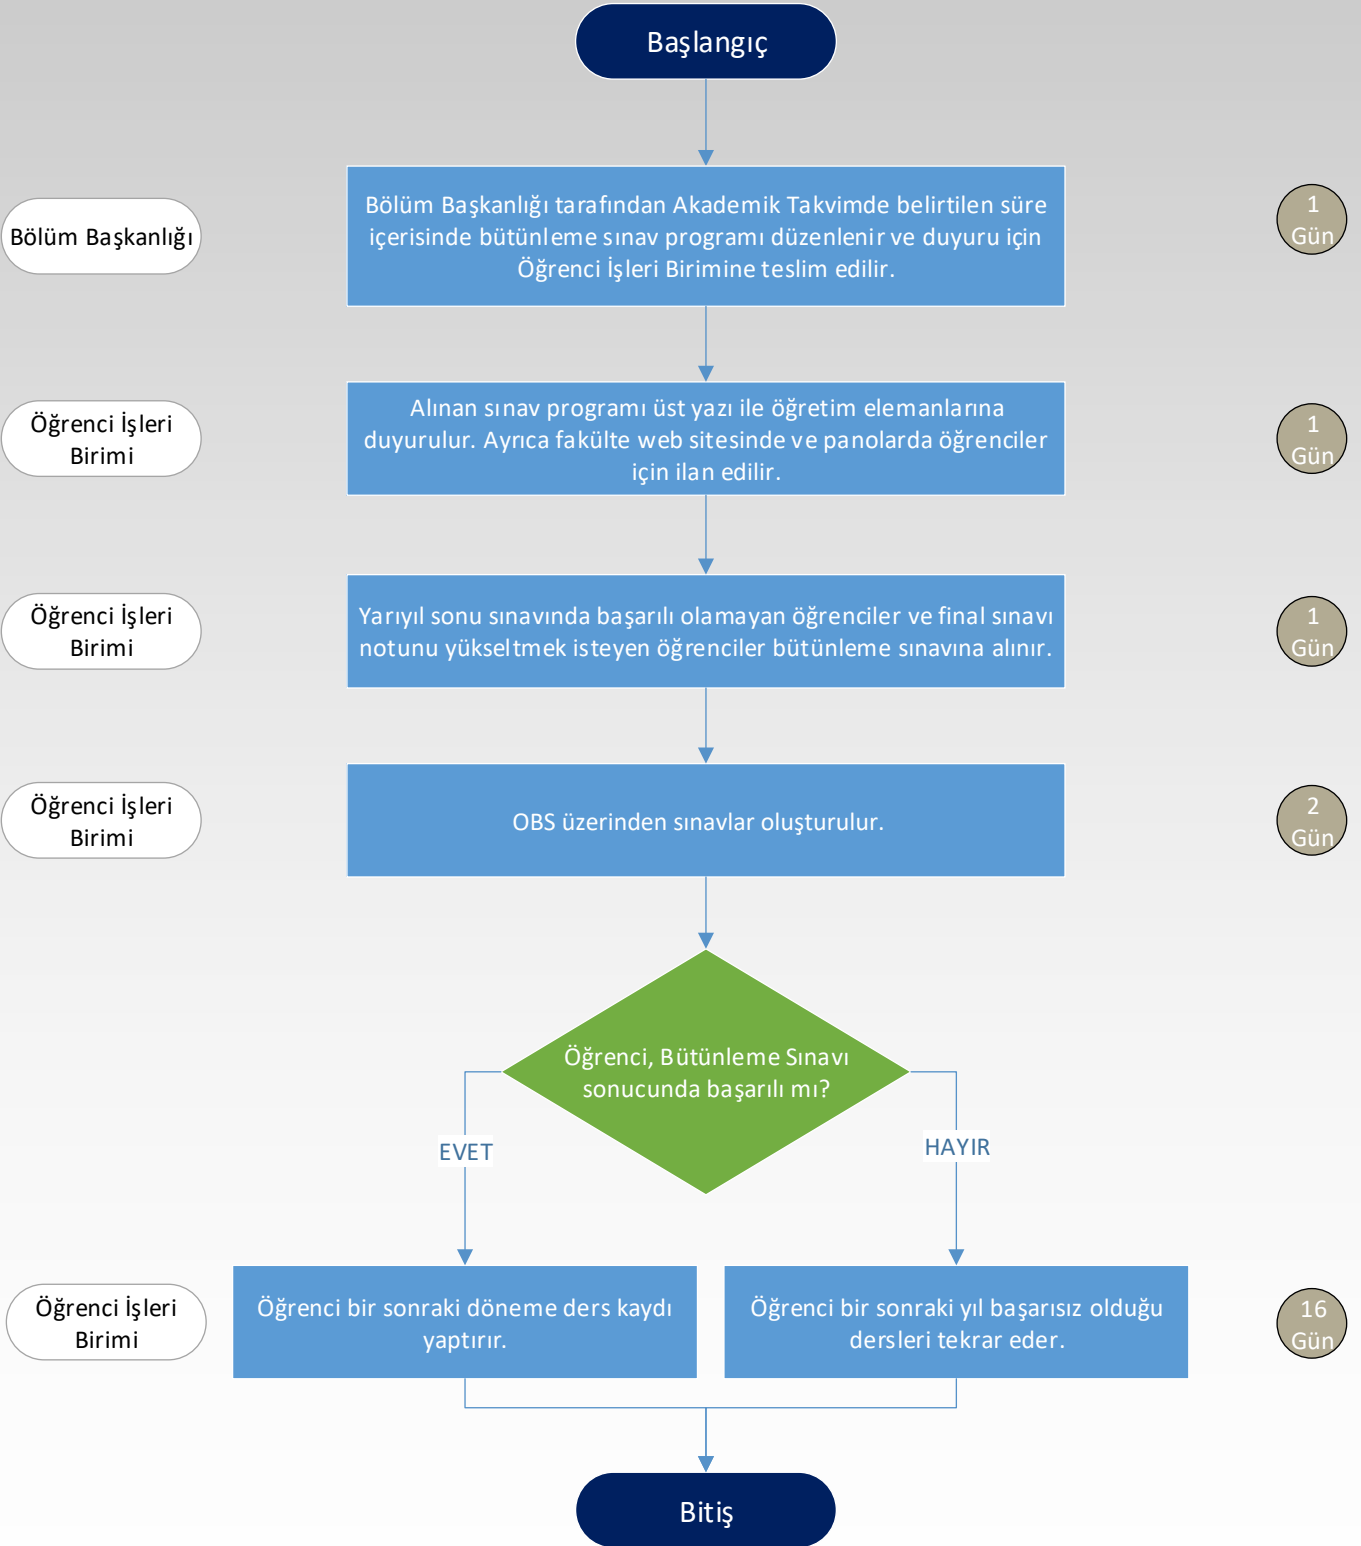 Başlangıç
Bölüm Başkanlığı
Bölüm Başkanlığı tarafından Akademik Takvimde belirtilen süre
içerisinde bütünleme sınav programı düzenlenir ve duyuru için
Öğrenci İşleri Birimine teslim edilir.
1
Gün
Öğrenci İşleri
Birimi
Alınan sınav programı üst yazı ile öğretim elemanlarına
duyurulur. Ayrıca fakülte web sitesinde ve panolarda öğrenciler
için ilan edilir.
1
Gün
Öğrenci İşleri
Birimi
Yarıyıl sonu sınavında başarılı olamayan öğrenciler ve final sınavı
notunu yükseltmek isteyen öğrenciler bütünleme sınavına alınır.
1
Gün
Öğrenci İşleri
Birimi
OBS üzerinden sınavlar oluşturulur.
2
Gün
Öğrenci, Bütünleme Sınavı
sonucunda başarılı mı?
EVET
HAYIR
Öğrenci İşleri
Birimi
Öğrenci bir sonraki döneme ders kaydı
yaptırır.
Öğrenci bir sonraki yıl başarısız olduğu
dersleri tekrar eder.
16
Gün
Bitiş